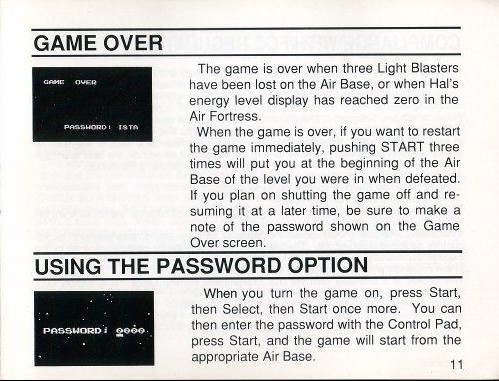 GAME OVER
GAME OVER
PASSWORD: ISTA
The game is over when three Light Blasters
have been lost on the Air Base, or when Hal's
energy level display has reached zero in the
Air Fortress.
When the game is over, if you want to restart
the game immediately, pushing START three
times will put you at the beginning of the Air
Base of the level you were in when defeated.
If you plan on shutting the game off and re-
suming it at a later time, be sure to make a
note of the password shown on the Game
Over screen.
USING THE PASSWORD OPTION
PASSWORD: 0000
When you turn the game on, press Start,
then Select, then Start once more. You can
then enter the password with the Control Pad,
press Start, and the game will start from the
appropriate Air Base.
11